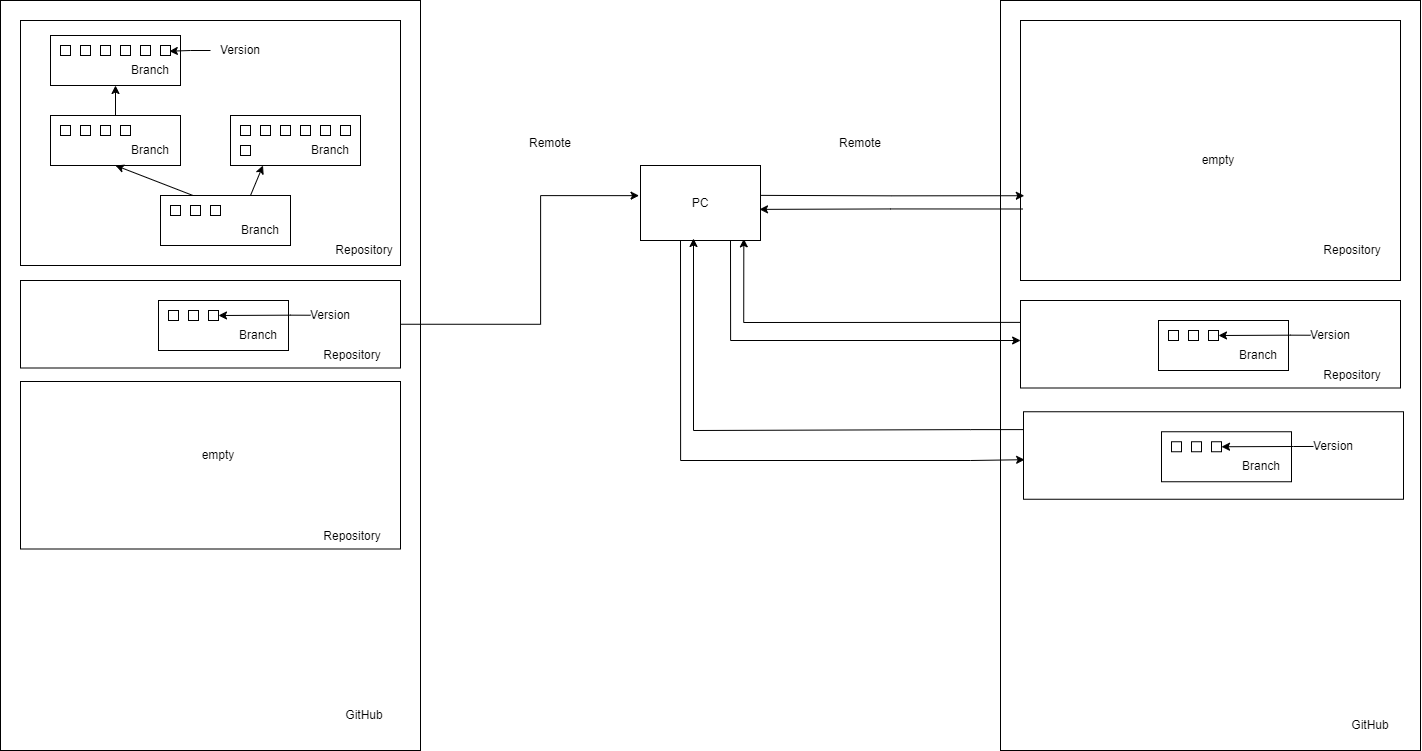 Version
Branch
Branch
Branch
Branch
Repository
Version
Branch
Repository
empty
Repository
GitHub
Remote
Remote
PC
empty
Repository
Version
Branch
Repository
Version
Branch
GitHub